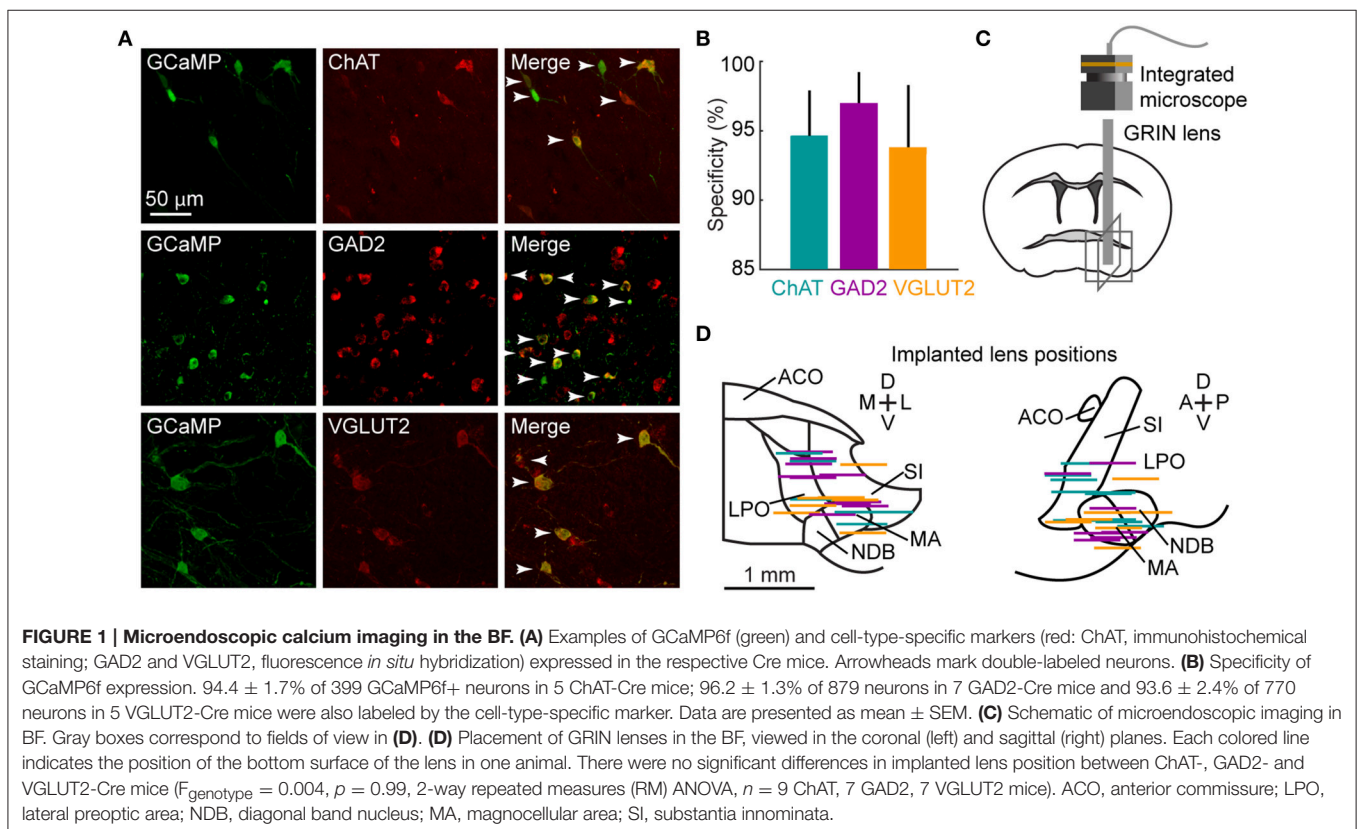 A
GCaMP
ChAT
Merge
50 µm
GCaMP
GAD2
Merge
GCaMP
VGLUT2
Merge
B
Specificity (%)
100
95
90
85
ChAT GAD2 VGLUT2
C
Integrated
microscope
GRIN lens
D
Implanted lens positions
ACO
D
M L
V
SI
LPO
MA
NDB
1 mm
ACO
D
A P
V
SI
LPO
NDB
MA
FIGURE 1 | Microendoscopic calcium imaging in the BF. (A) Examples of GCaMP6f (green) and cell-type-specific markers (red: ChAT, immunohistochemical
staining; GAD2 and VGLUT2, fluorescence in situ hybridization) expressed in the respective Cre mice. Arrowheads mark double-labeled neurons. (B) Specificity of
GCaMP6f expression. 94.4 ± 1.7% of 399 GCaMP6f+ neurons in 5 ChAT-Cre mice; 96.2 ± 1.3% of 879 neurons in 7 GAD2-Cre mice and 93.6 ± 2.4% of 770
neurons in 5 VGLUT2-Cre mice were also labeled by the cell-type-specific marker. Data are presented as mean ± SEM. (C) Schematic of microendoscopic imaging in
BF. Gray boxes correspond to fields of view in (D). (D) Placement of GRIN lenses in the BF, viewed in the coronal (left) and sagittal (right) planes. Each colored line
indicates the position of the bottom surface of the lens in one animal. There were no significant differences in implanted lens position between ChAT-, GAD2- and
VGLUT2-Cre mice (Fgenotype = 0.004, p = 0.99, 2-way repeated measures (RM) ANOVA, n = 9 ChAT, 7 GAD2, 7 VGLUT2 mice). ACO, anterior commissure; LPO,
lateral preoptic area; NDB, diagonal band nucleus; MA, magnocellular area; SI, substantia innominata.